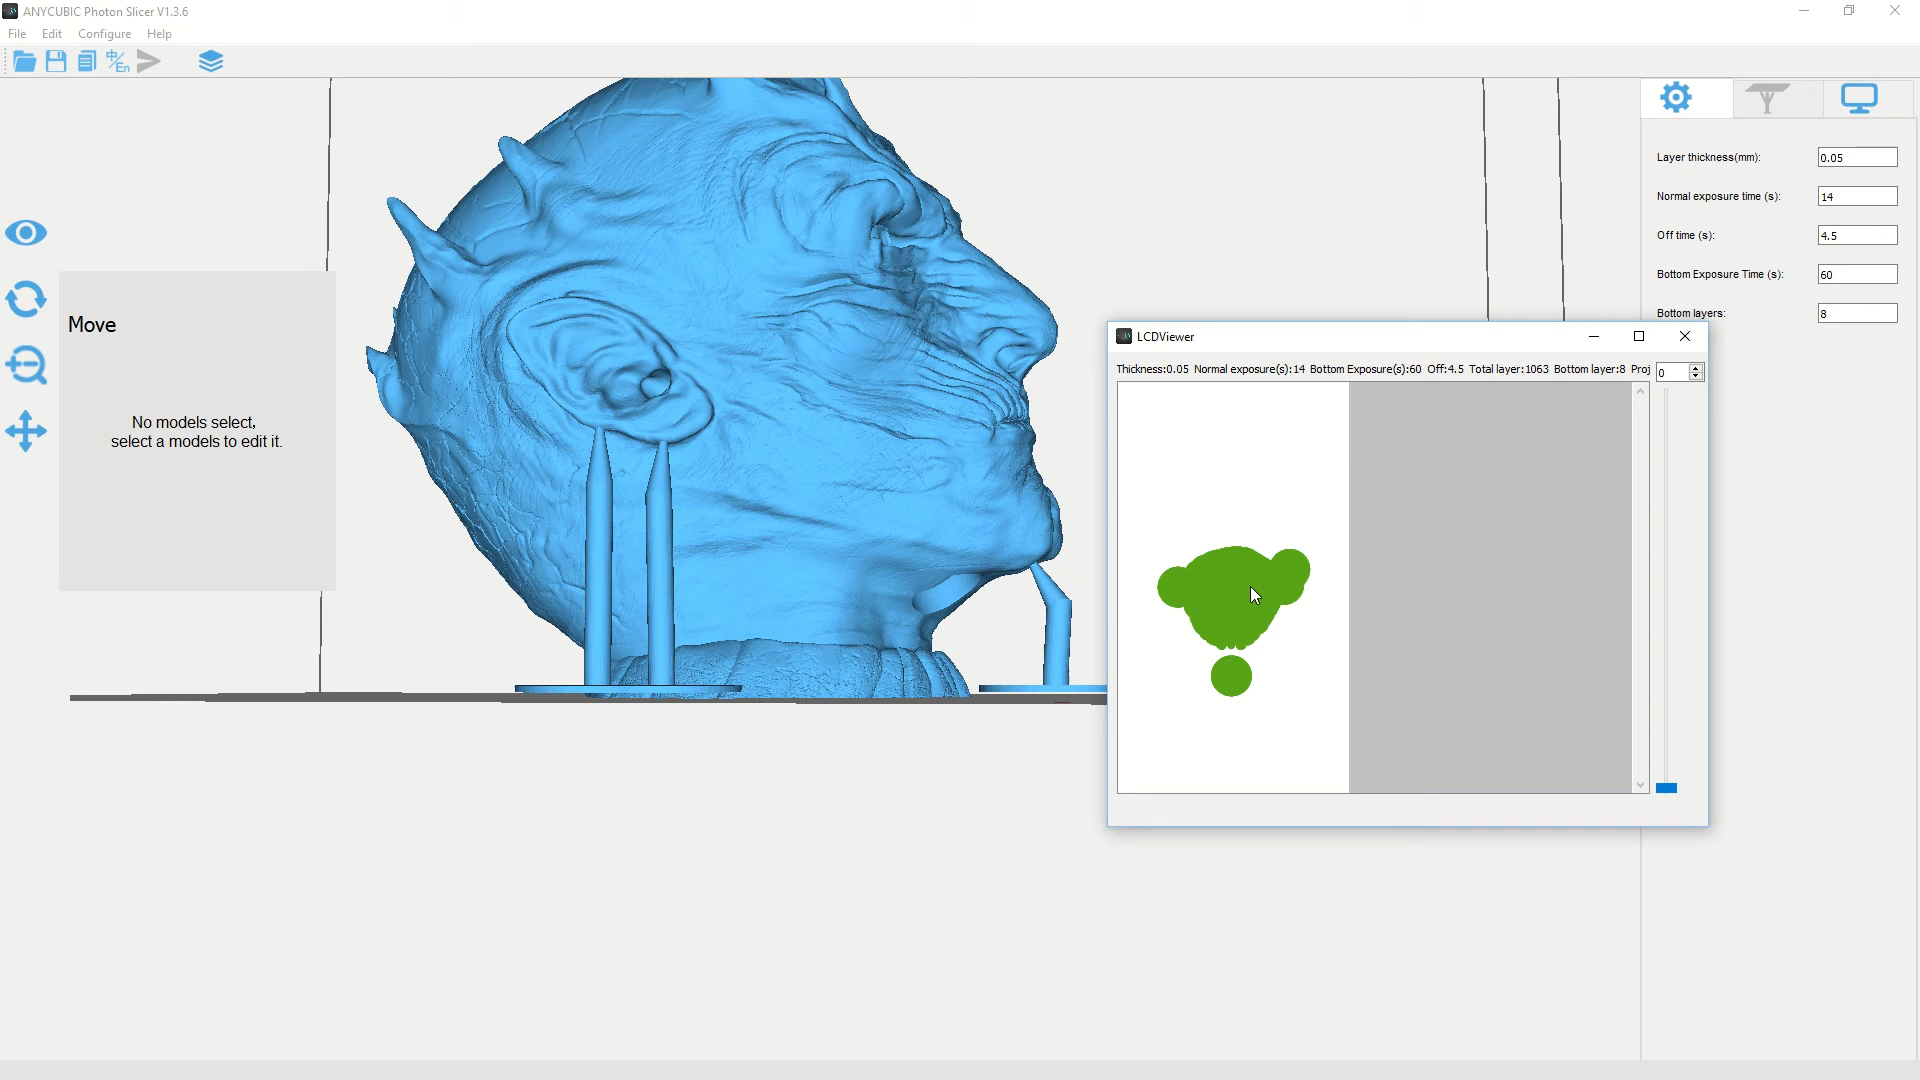 ANYCUBIC Photon Slicer V1.3.6
File Edit Configure Help
中/En
Layer thickness(mm): 0.05
Normal exposure time (s): 14
Off time (s): 4.5
Bottom Exposure Time (s): 60
Bottom layers: 8
Move
No models select,
select a models to edit it.
LCDViewer
Thickness:0.05 Normal exposure(s):14 Bottom Exposure(s):60 Off:4.5 Total layer:1063 Bottom layer:8 Proj 0